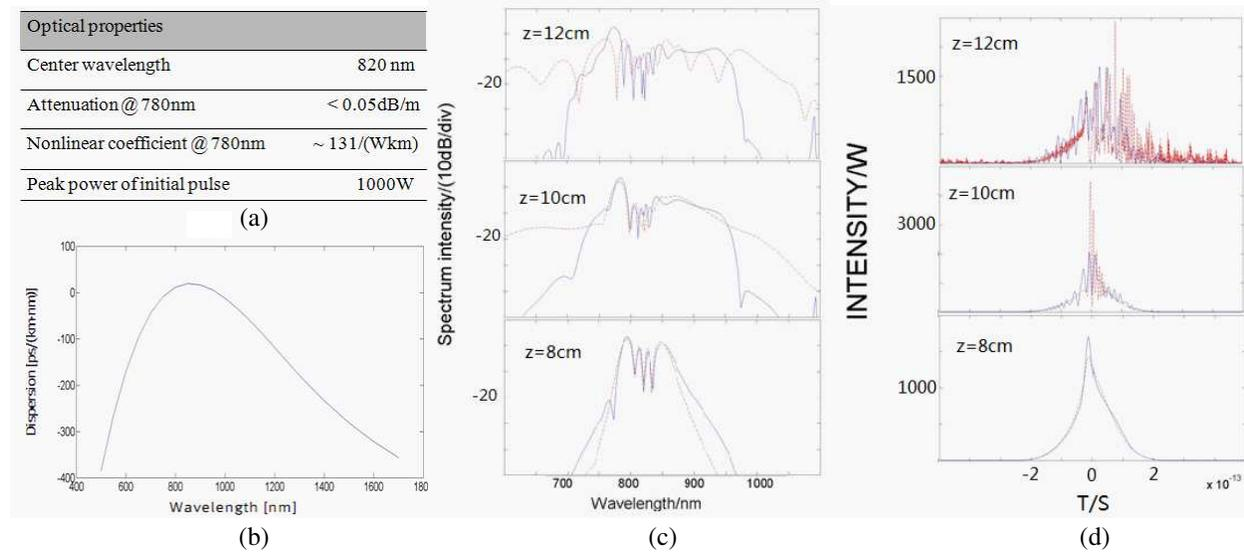 Optical properties
Center wavelength 820 nm
Attenuation @ 780nm < 0.05dB/m
Nonlinear coefficient @ 780nm ~ 131/(Wkm)
Peak power of initial pulse 1000W
(a)
100
0
-100
-200
-300
-400
400 600 800 1000 1200 1400 1600 180
Dispersion [ps/(km·nm)]
Wavelength [nm]
(b)
z=12cm
-20
z=10cm
-20
z=8cm
-20
700 800 900 1000
Spectrum intensity/(10dB/div)
Wavelength/nm
(c)
z=12cm
1500
z=10cm
3000
z=8cm
1000
-2 0 2
x 10⁻¹³
INTENSITY/W
T/S
(d)